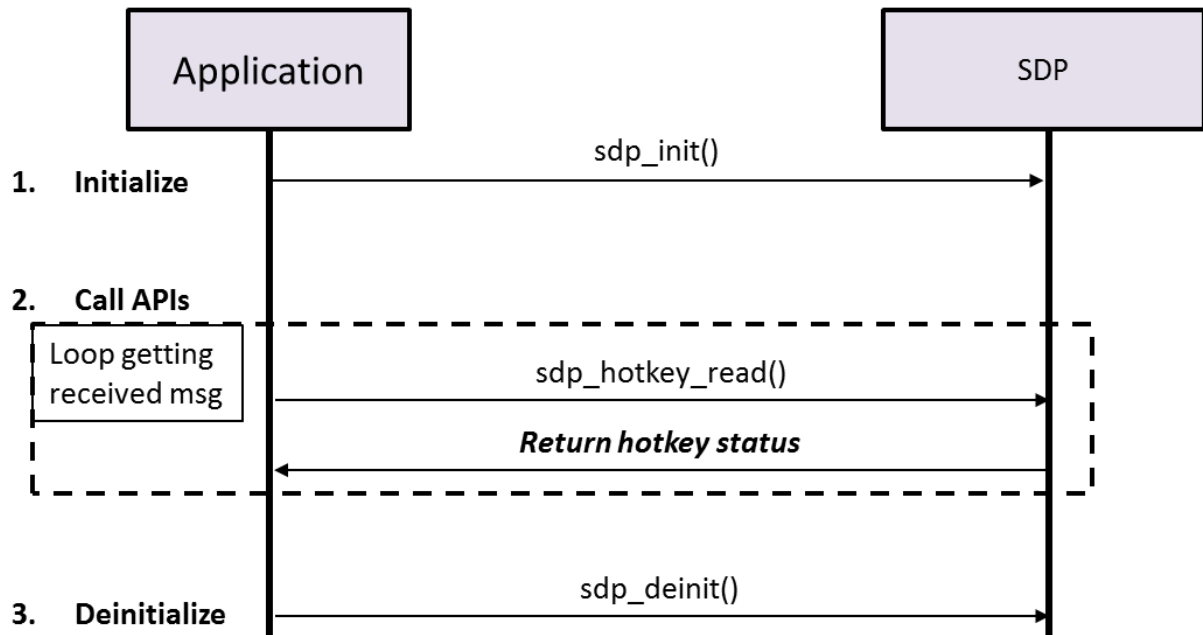 Application
SDP
sdp_init()
1. Initialize
2. Call APIs
Loop getting
received msg
sdp_hotkey_read()
Return hotkey status
sdp_deinit()
3. Deinitialize